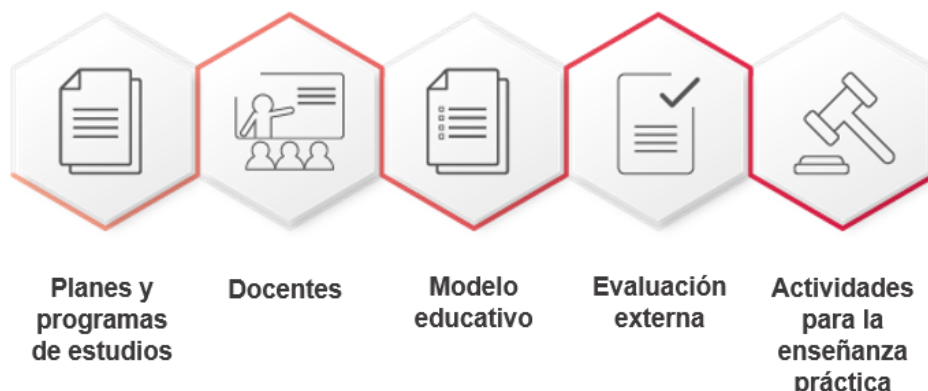 Planes y
programas
de estudios
Docentes
Modelo
educativo
Evaluación
externa
Actividades
para la
enseñanza
práctica